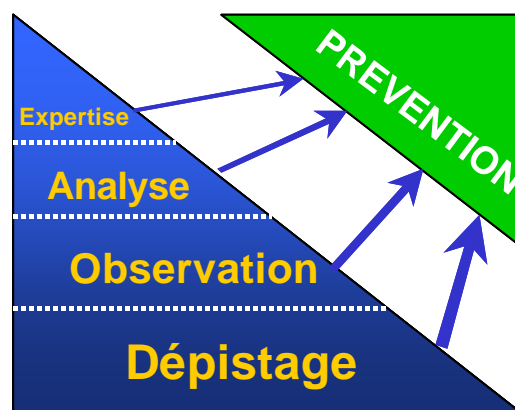 Expertise
Analyse
Observation
Dépistage
PREVENTION